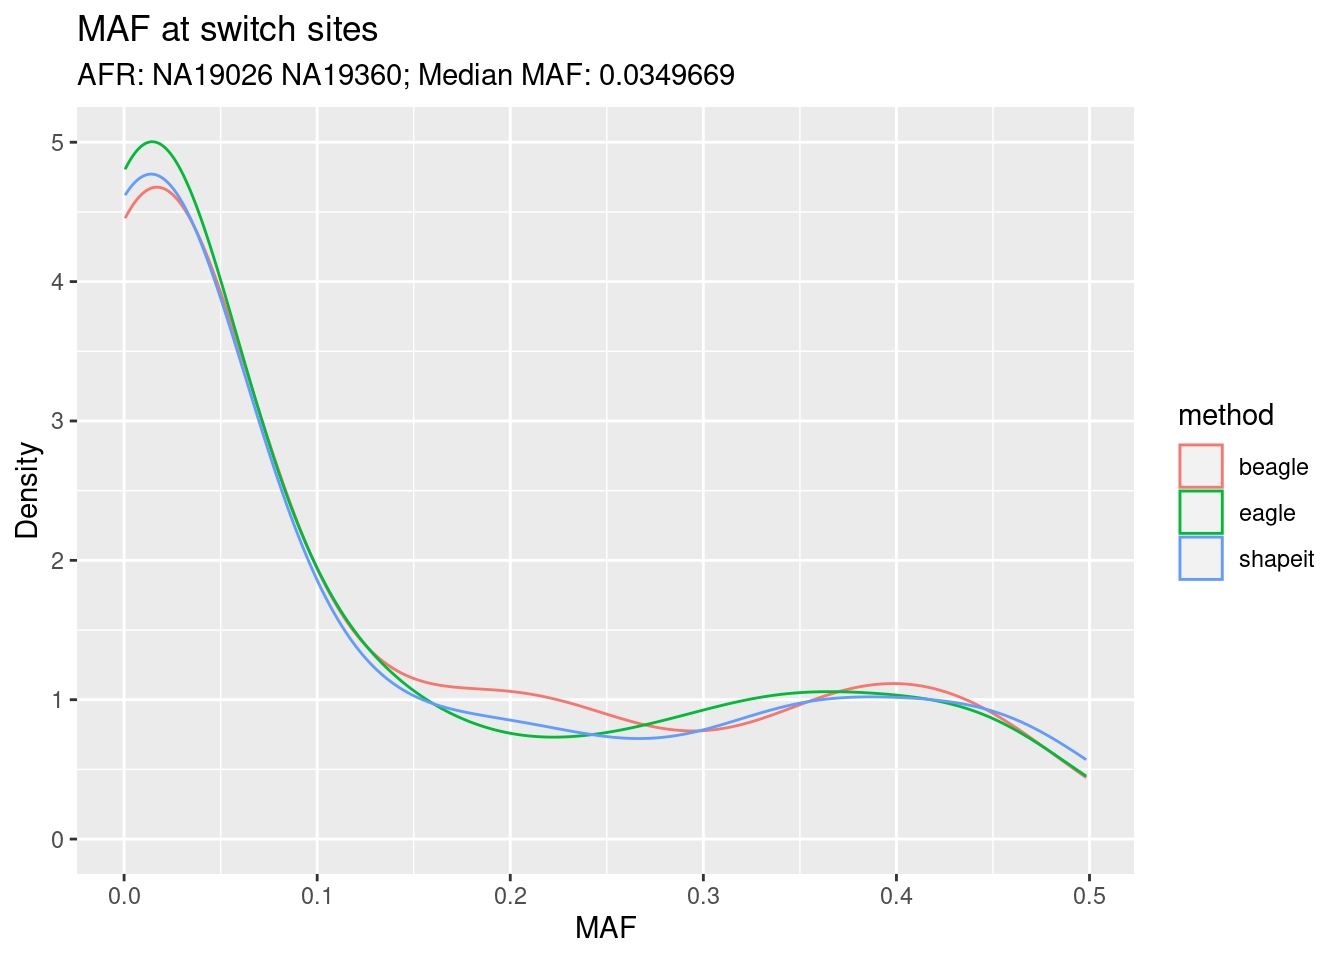 MAF at switch sites
AFR: NA19026 NA19360; Median MAF: 0.0349669
Density
5
4
3
2
1
0
0.0 0.1 0.2 0.3 0.4 0.5
MAF
method
beagle
eagle
shapeit